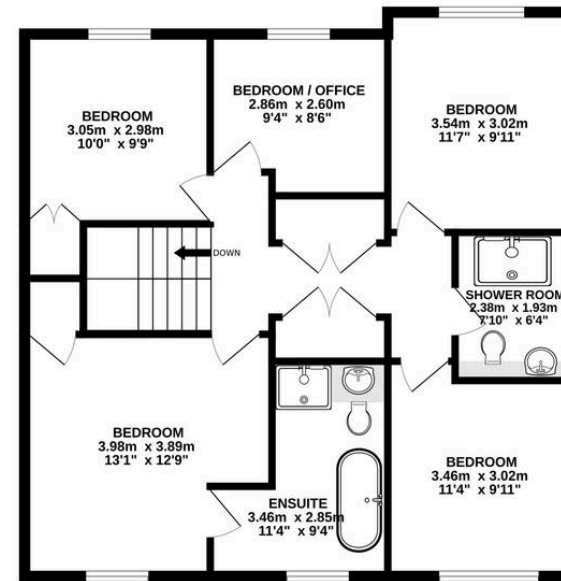 BEDROOM
3.05m x 2.98m
10'0" x 9'9"
BEDROOM / OFFICE
2.86m x 2.60m
9'4" x 8'6"
BEDROOM
3.54m x 3.02m
11'7" x 9'11"
DOWN
SHOWER ROOM
2.38m x 1.93m
7'10" x 6'4"
BEDROOM
3.98m x 3.89m
13'1" x 12'9"
ENSUITE
3.46m x 2.85m
11'4" x 9'4"
BEDROOM
3.46m x 3.02m
11'4" x 9'11"